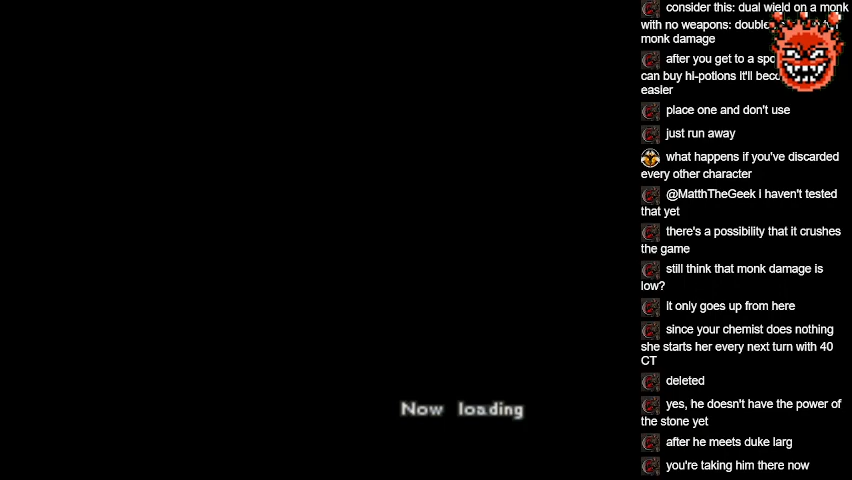 consider this: dual wield on a monk
with no weapons: double
monk damage
after you get to a
can buy hi-potions it'll
easier
place one and don't use
just run away
what happens if you've discarded
every other character
@MatthTheGeek i haven't tested
that yet
there's a possibility that it crushes
the game
still think that monk damage is
low?
it only goes up from here
since your chemist does nothing
she starts her every next turn with 40
CT
deleted
yes, he doesn't have the power of
the stone yet
after he meets duke larg
you're taking him there now
Now loading